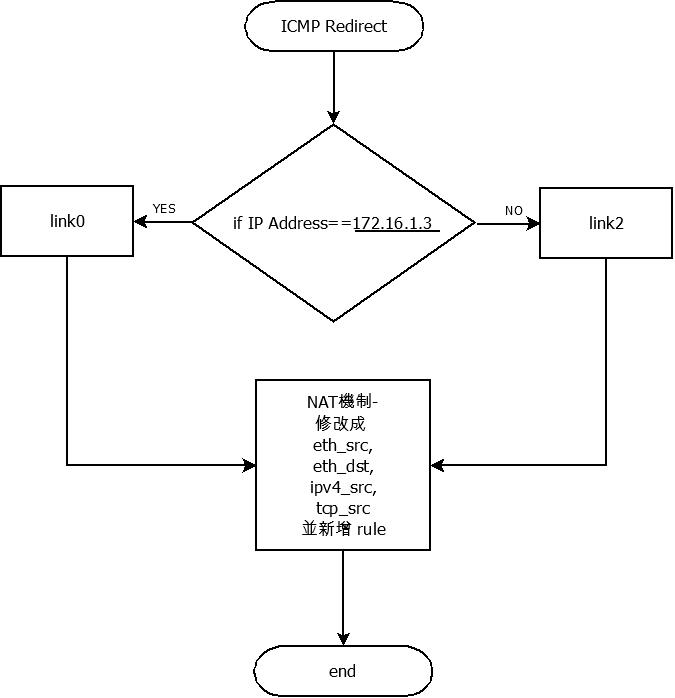 ICMP Redirect
if IP Address==172.16.1.3
YES
NO
link0
link2
NAT機制-
修改成
eth_src,
eth_dst,
ipv4_src,
tcp_src
並新增 rule
end